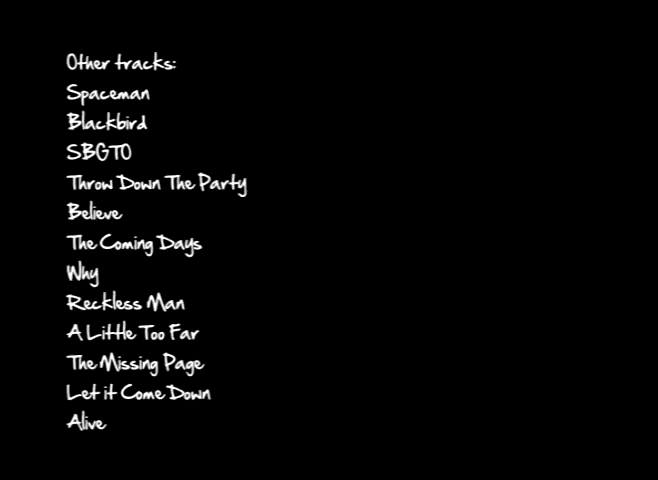 Other tracks:
Spaceman
Blackbird
SBGTO
Throw Down The Party
Believe
The Coming Days
Why
Reckless Man
A Little Too Far
The Missing Page
Let it Come Down
Alive